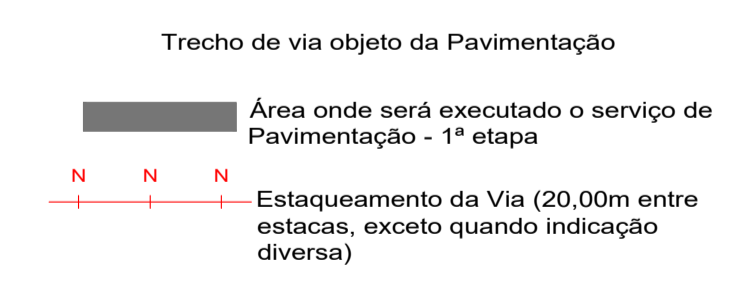 Trecho de via objeto da Pavimentação
Área onde será executado o serviço de
Pavimentação - 1ª etapa
N N N
Estaqueamento da Via (20,00m entre
estacas, exceto quando indicação
diversa)